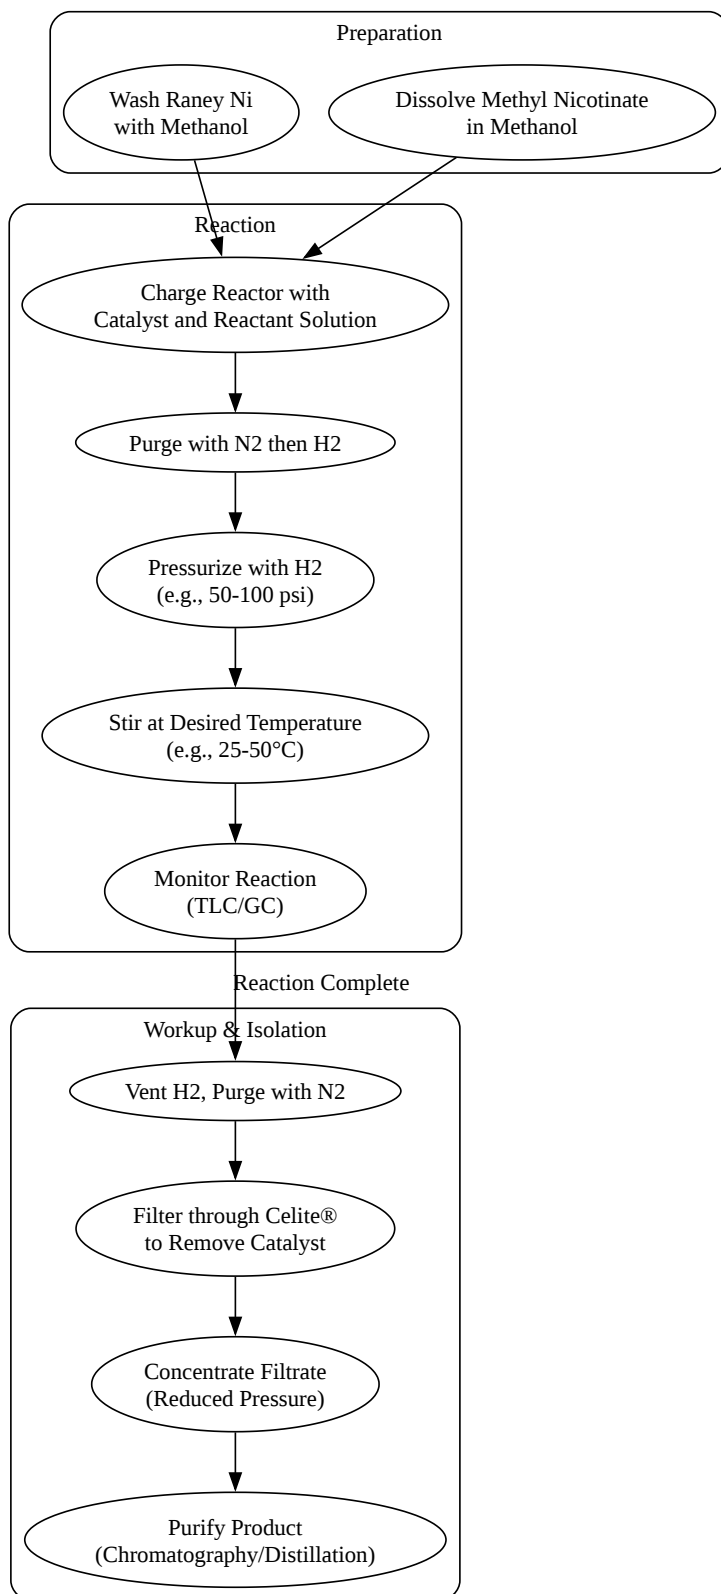 Preparation
Wash Raney Ni
with Methanol
Dissolve Methyl Nicotinate
in Methanol
Reaction
Charge Reactor with
Catalyst and Reactant Solution
Purge with N2 then H2
Pressurize with H2
(e.g., 50-100 psi)
Stir at Desired Temperature
(e.g., 25-50°C)
Monitor Reaction
(TLC/GC)
Reaction Complete
Workup & Isolation
Vent H2, Purge with N2
Filter through Celite®
to Remove Catalyst
Concentrate Filtrate
(Reduced Pressure)
Purify Product
(Chromatography/Distillation)